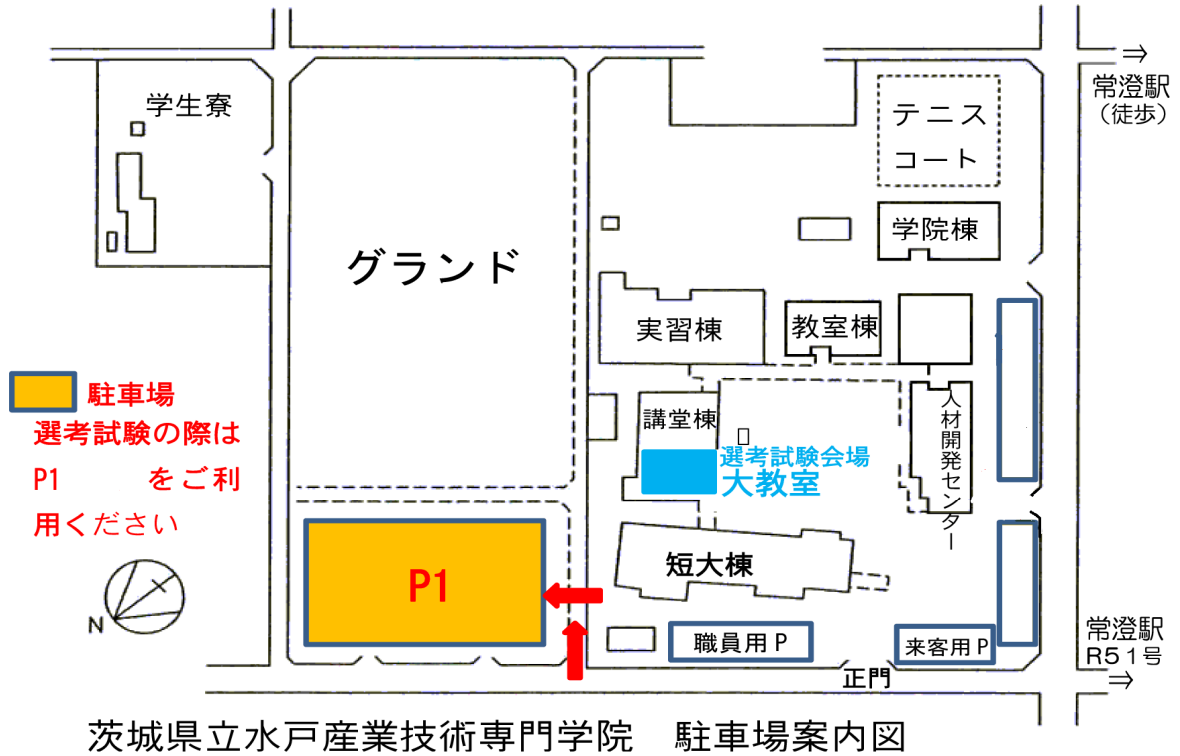 学生寮
グランド
テニス
コート
⇒
常澄駅
（徒歩）
学院棟
実習棟
教室棟
講堂棟
人材開発センター
選考試験会場
大教室
駐車場
選考試験の際は
P1 をご利
用ください
N
P1
短大棟
職員用P
来客用P
正門
常澄駅
R51号
⇒
茨城県立水戸産業技術専門学院 駐車場案内図